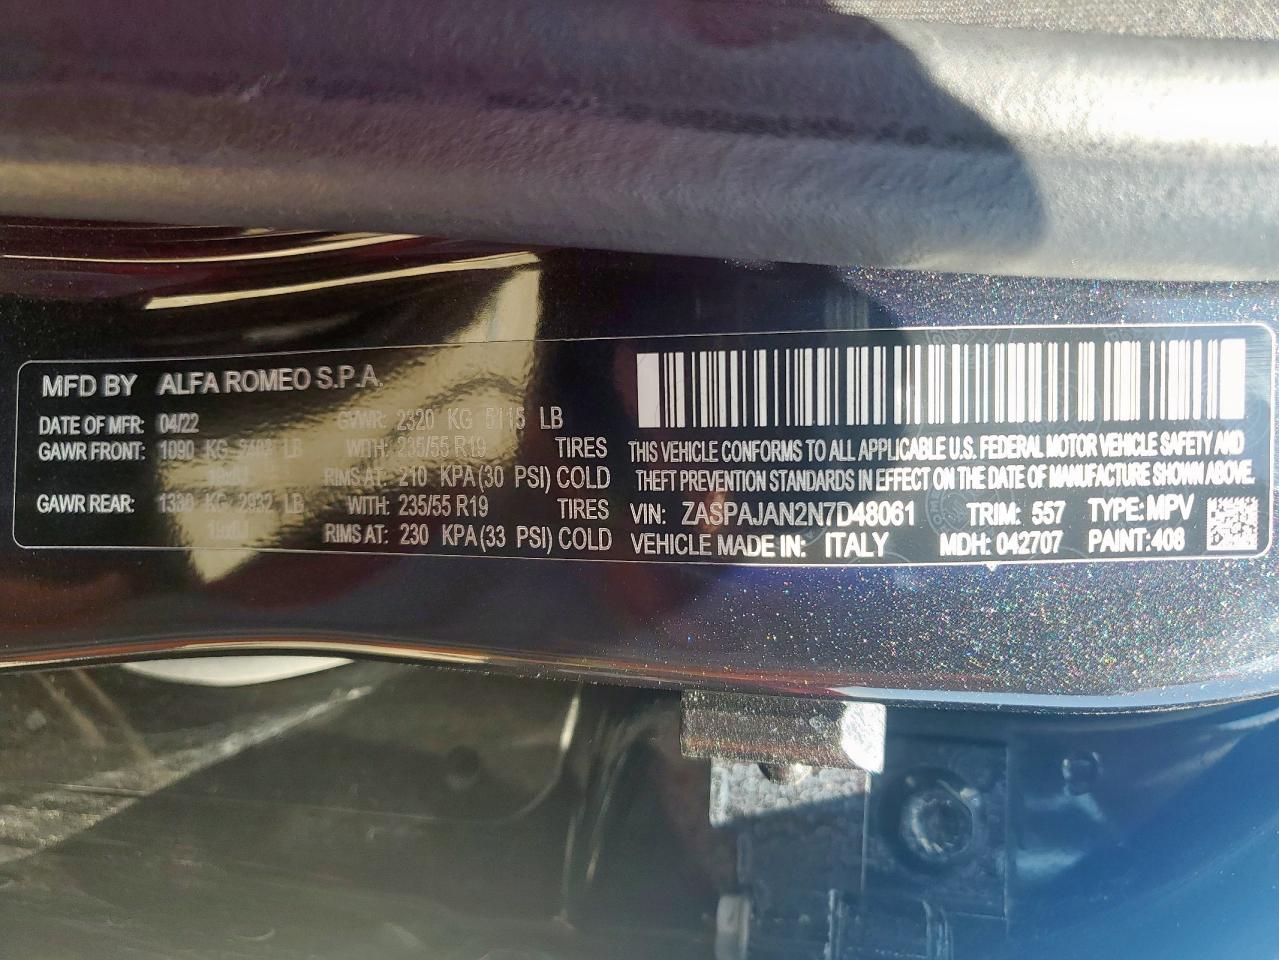 MFD BY ALFA ROMEO S.P.A.
DATE OF MFR: 04/22 GVWR: 2320 KG 5115 LB
GAWR FRONT: 1090 KG LB WITH: 235/55 R19 TIRES
RIMS AT: 210 KPA (30 PSI) COLD
GAWR REAR: 1330 KG 2932 LB WITH: 235/55 R19 TIRES
RIMS AT: 230 KPA (33 PSI) COLD
THIS VEHICLE CONFORMS TO ALL APPLICABLE U.S. FEDERAL MOTOR VEHICLE SAFETY AND
THEFT PREVENTION STANDARDS IN EFFECT ON THE DATE OF MANUFACTURE SHOWN ABOVE.
VIN: ZASPAJAN2N7D48061 TRIM: 557 TYPE: MPV
VEHICLE MADE IN: ITALY MDH: 042707 PAINT: 408